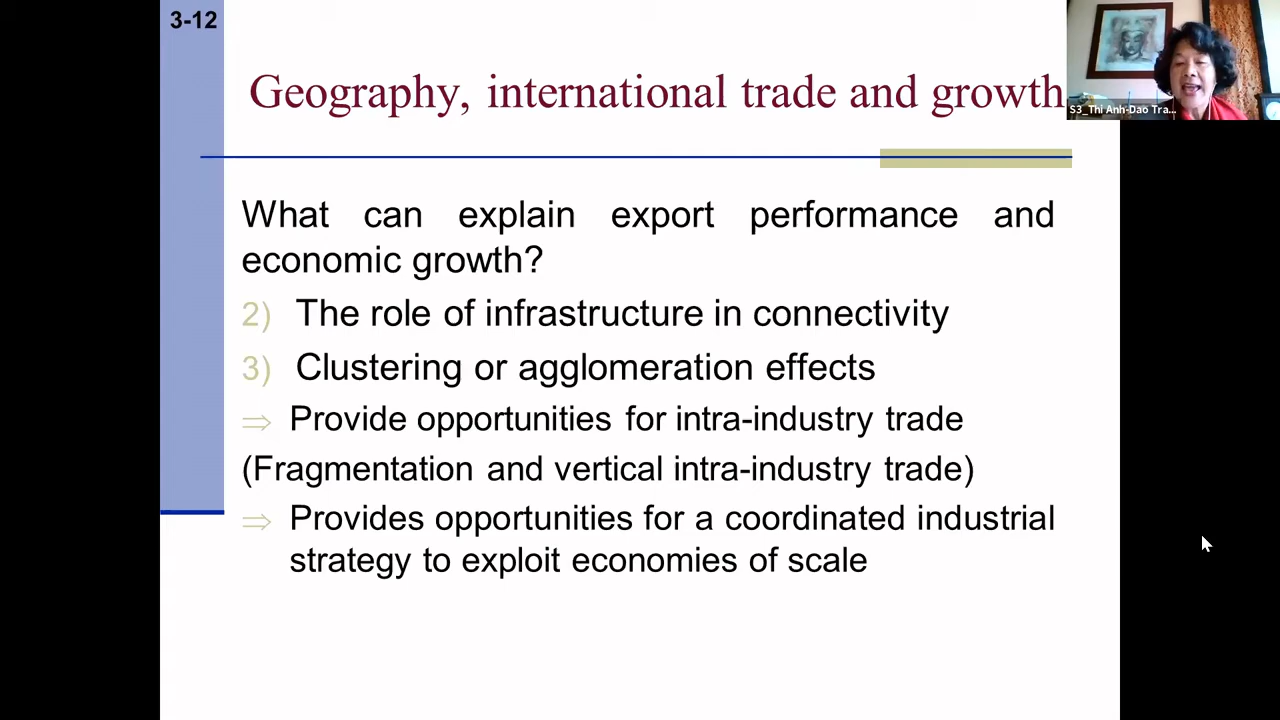 3-12
Geography, international trade and growth
S3_Thi Anh-Dao Tra...
What can explain export performance and
economic growth?
2) The role of infrastructure in connectivity
3) Clustering or agglomeration effects
⇒ Provide opportunities for intra-industry trade
(Fragmentation and vertical intra-industry trade)
⇒ Provides opportunities for a coordinated industrial
strategy to exploit economies of scale